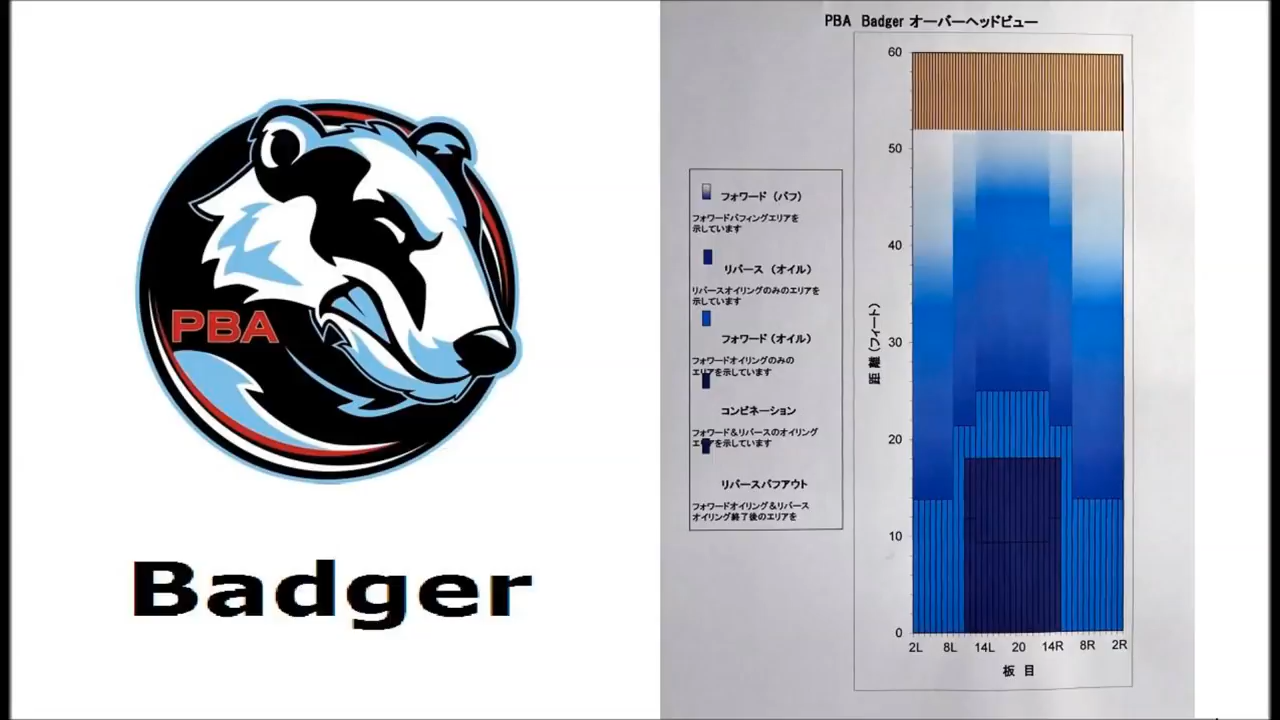 PBA
Badger
PBA Badger オーバーヘッドビュー
フォワード (バフ)
フォワードバフィングエリアを
示しています
リバース (オイル)
リバースオイリングのみのエリアを
示しています
フォワード (オイル)
フォワードオイリングのみの
エリアを示しています
コンビネーション
フォワード&リバースのオイリング
エリアを示しています
リバースバフアウト
フォワードオイリング&リバース
オイリング終了後のエリアを
距離 (フィート)
60
50
40
30
20
10
0
2L 8L 14L 20 14R 8R 2R
板目